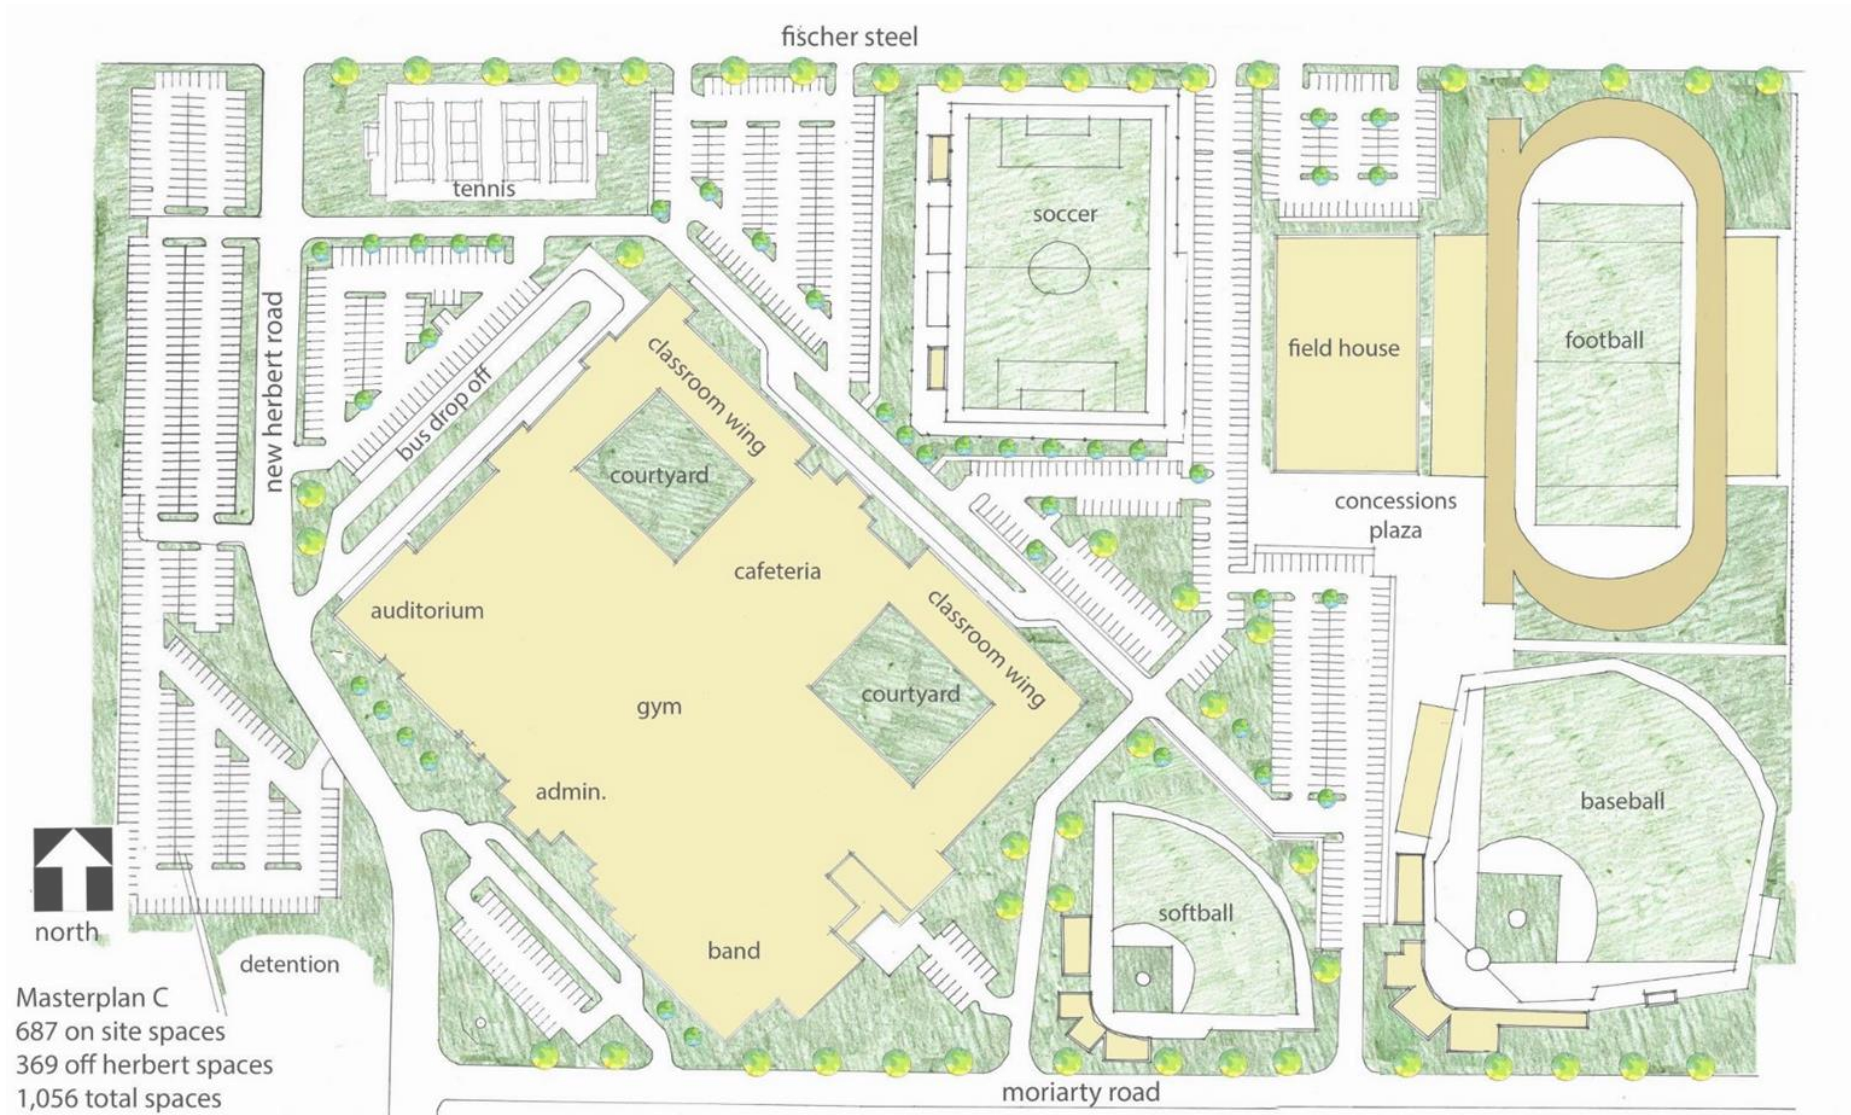 fischer steel
tennis
soccer
new herbert road
bus drop off
classroom wing
field house
football
courtyard
concessions
plaza
cafeteria
auditorium
classroom wing
courtyard
gym
admin.
baseball
softball
band
north
detention
Masterplan C
687 on site spaces
369 off herbert spaces
1,056 total spaces
moriarty road